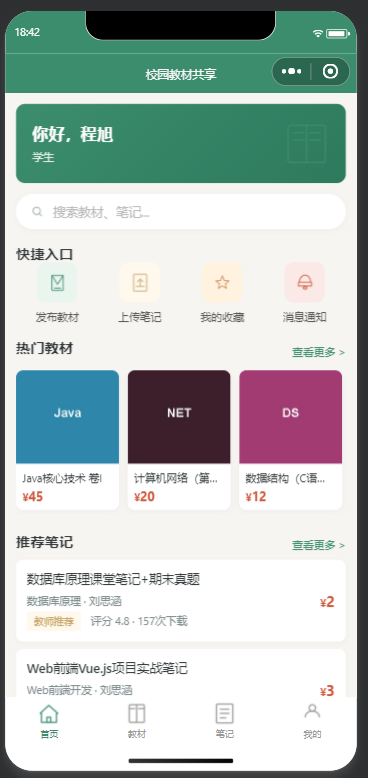 18:42
校园教材共享
你好，程旭
学生
搜索教材、笔记...
快捷入口
发布教材 上传笔记 我的收藏 消息通知
热门教材 查看更多 >
Java NET DS
Java核心技术 卷I 计算机网络（第... 数据结构（C语...
¥45 ¥20 ¥12
推荐笔记 查看更多 >
数据库原理课堂笔记+期末真题
数据库原理 · 刘思涵 ¥2
教师推荐 评分 4.8 · 157次下载
Web前端Vue.js项目实战笔记
Web前端开发 · 刘思涵 ¥3
首页 教材 笔记 我的